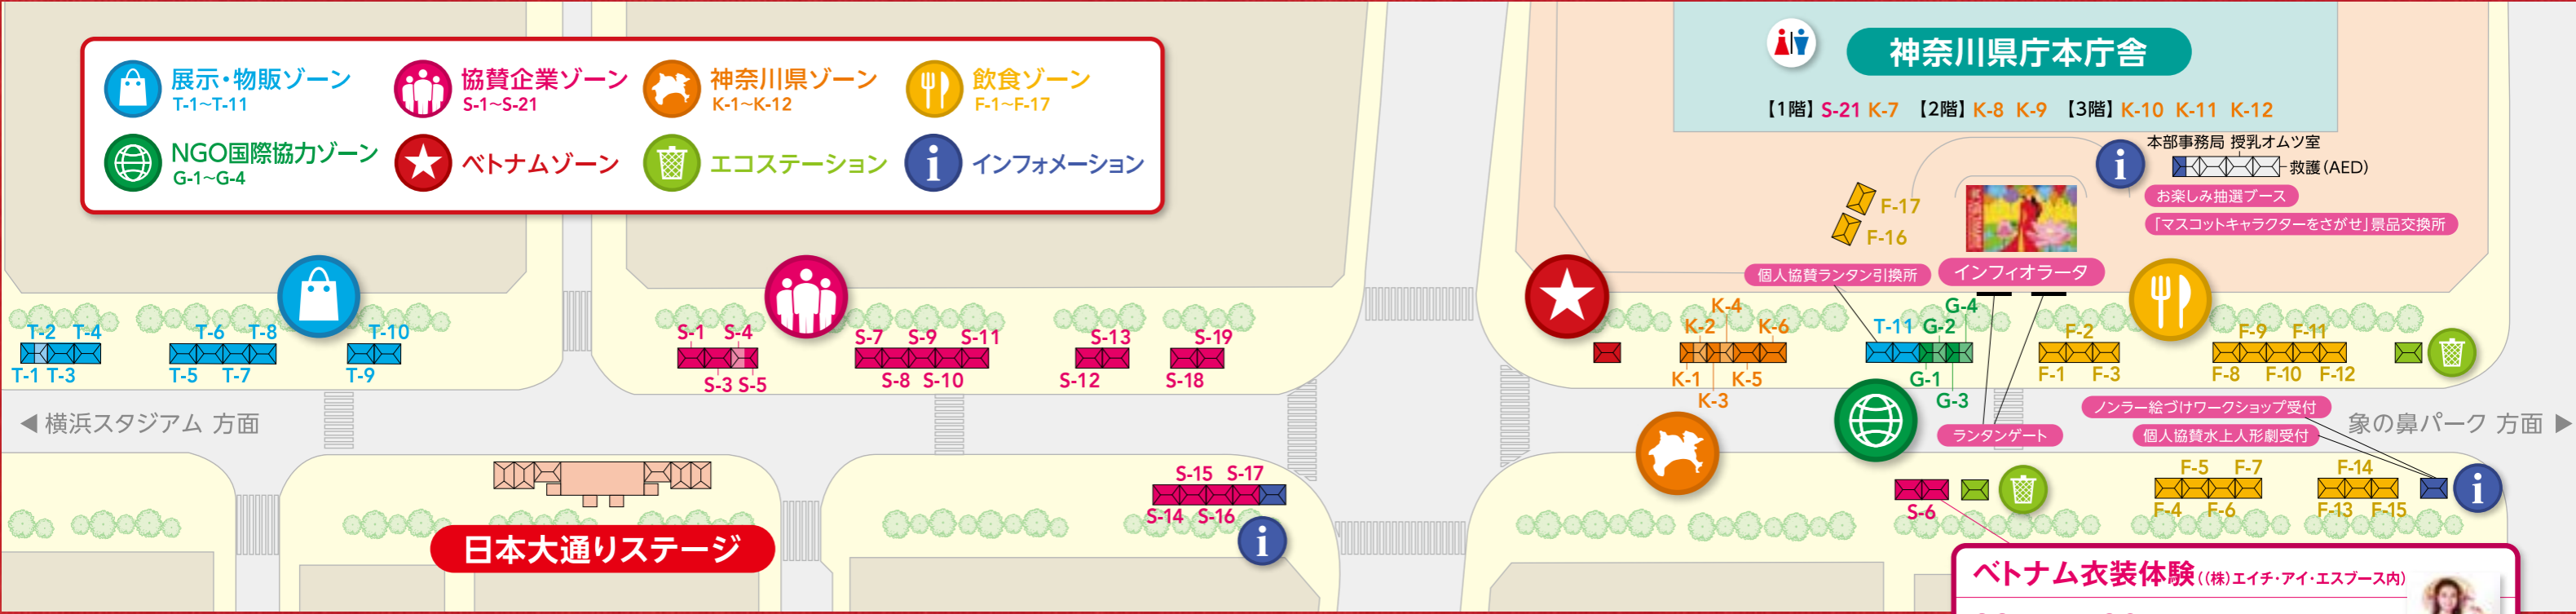 展示・物販ゾーン
T-1~T-11
協賛企業ゾーン
S-1~S-21
神奈川県ゾーン
K-1~K-12
飲食ゾーン
F-1~F-17
NGO国際協力ゾーン
G-1~G-4
ベトナムゾーン
エコステーション
インフォメーション
神奈川県庁本庁舎
【1階】 S-21 K-7 【2階】 K-8 K-9 【3階】 K-10 K-11 K-12
本部事務局 授乳オムツ室
救護(AED)
お楽しみ抽選ブース
「マスコットキャラクターをさがせ」景品交換所
F-17
F-16
個人協賛ランタン引換所
インフィオラータ
T-2 T-4
T-6 T-8
T-10
T-1 T-3
T-5 T-7
T-9
S-1 S-4
S-7 S-9 S-11
S-13
S-19
S-3 S-5
S-8 S-10
S-12
S-18
K-4
K-2 K-6
K-1 K-5
K-3
G-4
T-11 G-2
G-1
G-3
F-2
F-1 F-3
F-9 F-11
F-8 F-10 F-12
◀ 横浜スタジアム 方面
ノンラー絵づけワークショップ受付
個人協賛水上人形劇受付
ランタンゲート
象の鼻パーク 方面 ▶
日本大通りステージ
S-15 S-17
S-14 S-16
i
S-6
F-5 F-7
F-4 F-6
F-14
F-13 F-15
i
ベトナム衣装体験((株)エイチ・アイ・エスブース内)